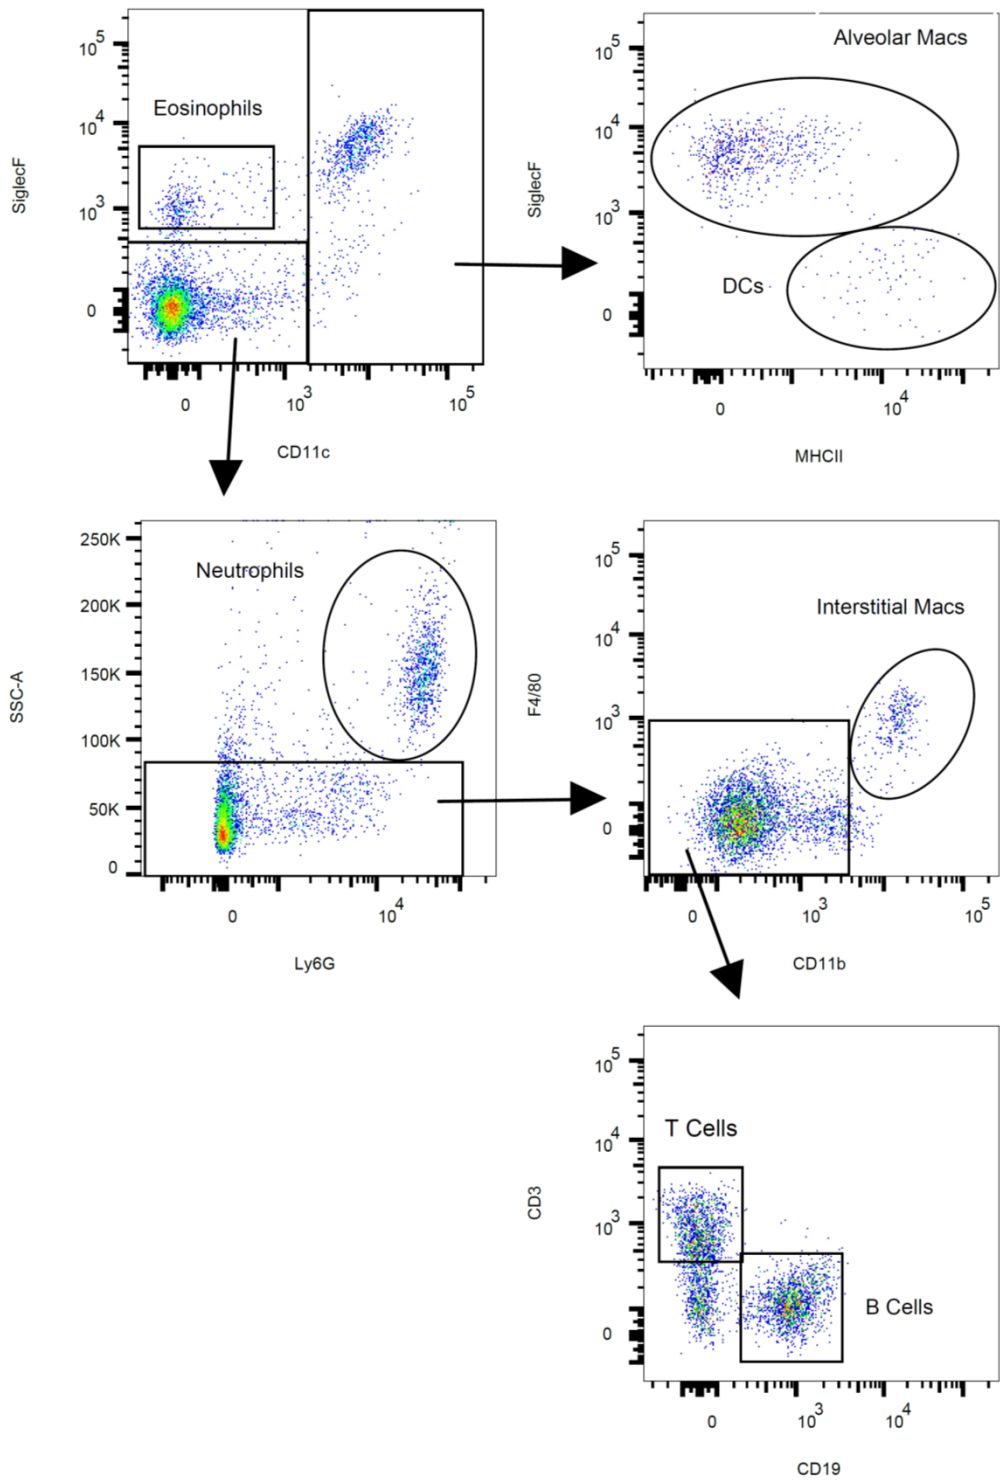 10^5
Eosinophils
10^4
SiglecF
10^3
0
0
10^3
10^5
CD11c
Alveolar Macs
10^5
10^4
SiglecF
10^3
DCs
0
0
10^4
MHCII
250K
Neutrophils
200K
150K
SSC-A
100K
50K
0
0
10^4
Ly6G
10^5
Interstitial Macs
10^4
F4/80
10^3
0
0
10^3
10^5
CD11b
10^5
T Cells
10^4
CD3
10^3
B Cells
0
0
10^3
10^4
CD19